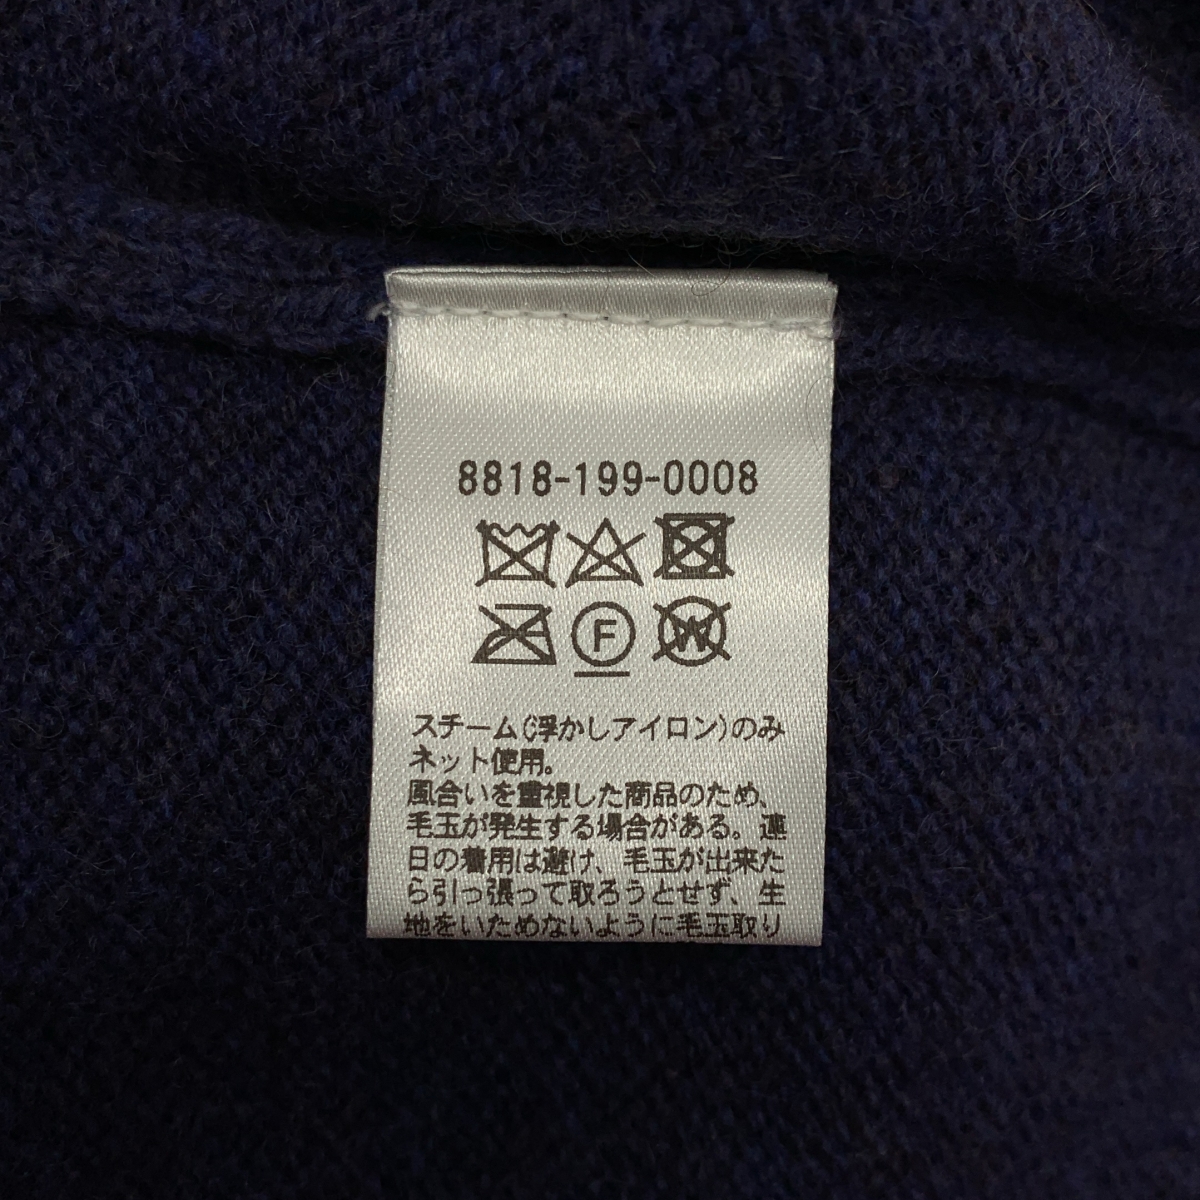 8818-199-0008
F
W
スチーム(浮かしアイロン)のみ
ネット使用。
風合いを重視した商品のため、
毛玉が発生する場合がある。連
日の着用は避け、毛玉が出来た
ら引っ張って取ろうとせず、生
地をいためないように毛玉取り